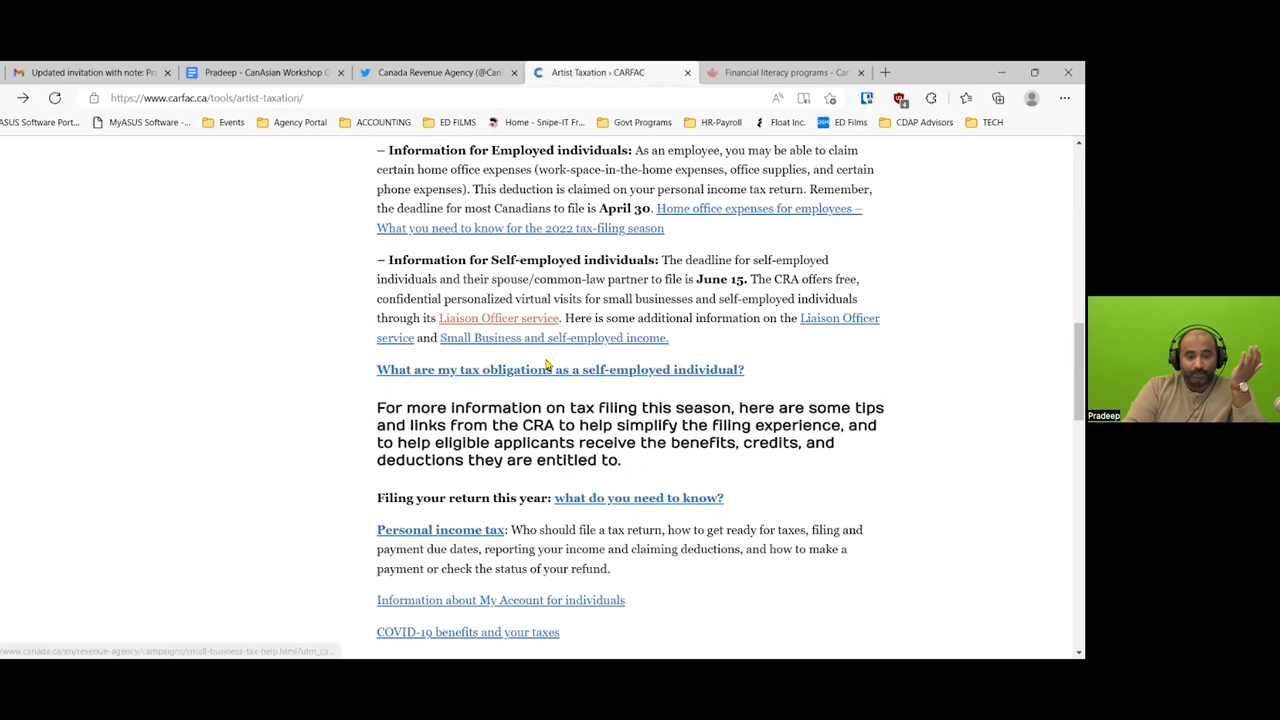 Updated invitation with note: Pr
Pradeep - CanAsian Workshop O
Canada Revenue Agency (@Can
Artist Taxation › CARFAC
Financial literacy programs - Can
https://www.carfac.ca/tools/artist-taxation/
ASUS Software Port...
MyASUS Software -...
Events
Agency Portal
ACCOUNTING
ED FILMS
Home - Snipe-IT Fr...
Govt Programs
HR-Payroll
Float Inc.
ED Films
CDAP Advisors
TECH
– Information for Employed individuals: As an employee, you may be able to claim
certain home office expenses (work-space-in-the-home expenses, office supplies, and certain
phone expenses). This deduction is claimed on your personal income tax return. Remember,
the deadline for most Canadians to file is April 30. Home office expenses for employees –
What you need to know for the 2022 tax-filing season
– Information for Self-employed individuals: The deadline for self-employed
individuals and their spouse/common-law partner to file is June 15. The CRA offers free,
confidential personalized virtual visits for small businesses and self-employed individuals
through its Liaison Officer service. Here is some additional information on the Liaison Officer
service and Small Business and self-employed income.
What are my tax obligations as a self-employed individual?
For more information on tax filing this season, here are some tips
and links from the CRA to help simplify the filing experience, and
to help eligible applicants receive the benefits, credits, and
deductions they are entitled to.
Filing your return this year: what do you need to know?
Personal income tax: Who should file a tax return, how to get ready for taxes, filing and
payment due dates, reporting your income and claiming deductions, and how to make a
payment or check the status of your refund.
Information about My Account for individuals
COVID-19 benefits and your taxes
/www.canada.ca/en/revenue-agency/campaigns/small-business-tax-help.html?utm_ca...
Pradeep